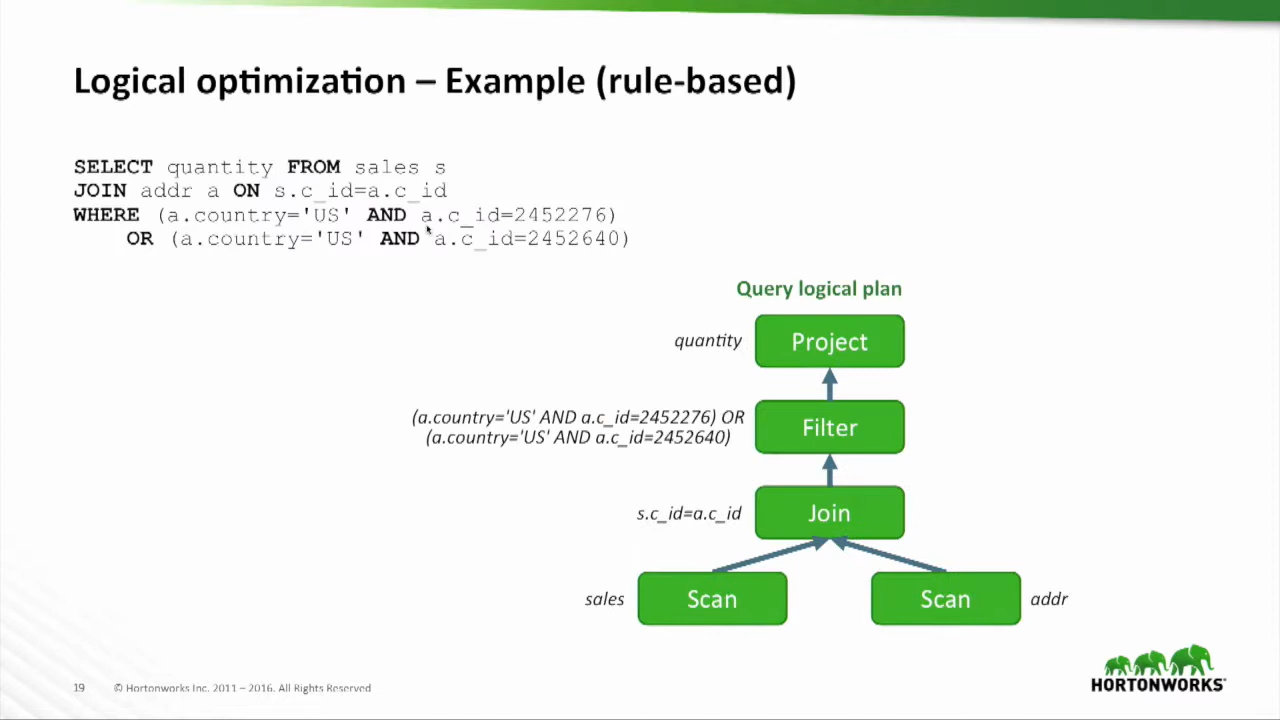 Logical optimization – Example (rule-based)
SELECT quantity FROM sales s
JOIN addr a ON s.c_id=a.c_id
WHERE (a.country='US' AND a.c_id=2452276)
OR (a.country='US' AND a.c_id=2452640)
Query logical plan
quantity
Project
(a.country='US' AND a.c_id=2452276) OR
(a.country='US' AND a.c_id=2452640)
Filter
s.c_id=a.c_id
Join
sales
Scan
Scan
addr
19
© Hortonworks Inc. 2011 – 2016. All Rights Reserved
HORTONWORKS